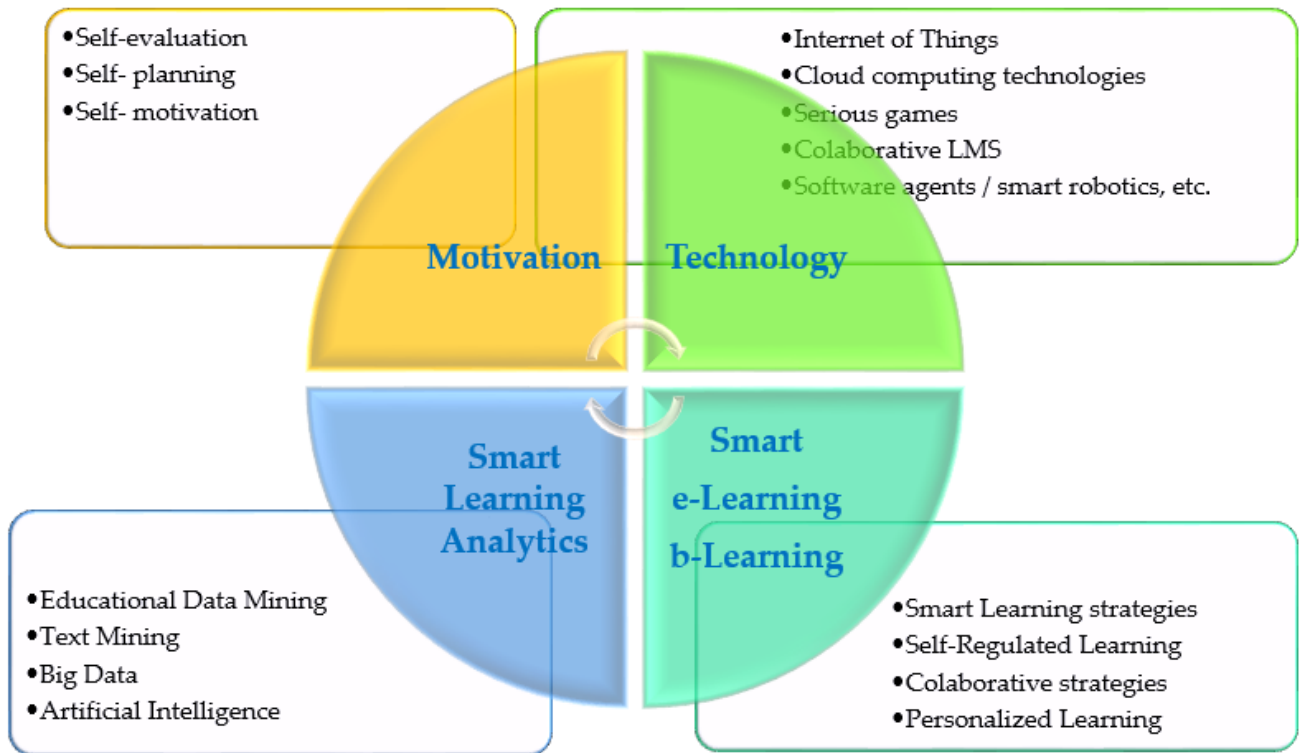 •Self-evaluation
•Self- planning
•Self- motivation
•Internet of Things
•Cloud computing technologies
•Serious games
•Colaborative LMS
•Software agents / smart robotics, etc.
Motivation
Technology
Smart
Learning
Analytics
Smart
e-Learning
b-Learning
•Educational Data Mining
•Text Mining
•Big Data
•Artificial Intelligence
•Smart Learning strategies
•Self-Regulated Learning
•Colaborative strategies
•Personalized Learning